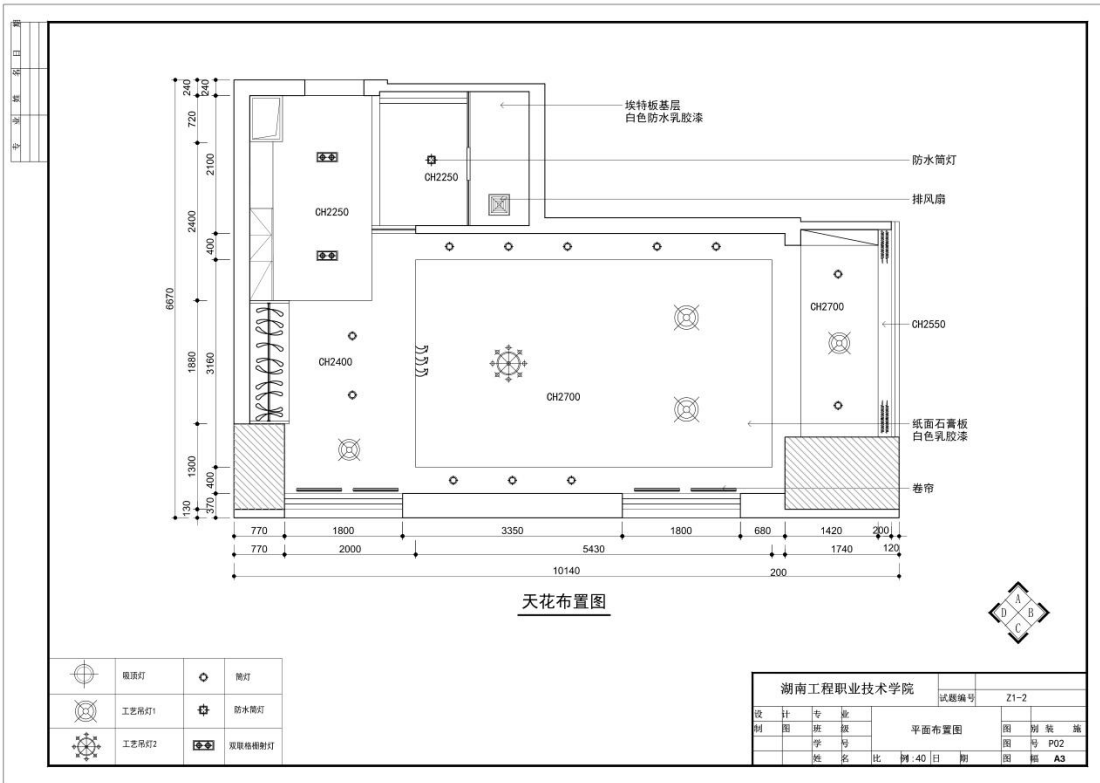 期
日
名
姓
业
专
240
240
720
2100
2400
400
6670
1880
3160
1300
400
130
370
埃特板基层
白色防水乳胶漆
防水筒灯
排风扇
CH2250
CH2250
CH2700
CH2550
CH2400
CH2700
纸面石膏板
白色乳胶漆
卷帘
770 1800 3350 1800 680 1420 200
770 2000 5430 1740 120
10140 200
天花布置图
A
D B
C
吸顶灯 筒灯
工艺吊灯1 防水筒灯
工艺吊灯2 双联格栅射灯
湖南工程职业技术学院 试题编号 Z1-2
设 计 专 业
制 图 班 级 平面布置图 图 别 装 施
学 号 图 号 P02
姓 名 比 例:40 日 期 图 幅 A3